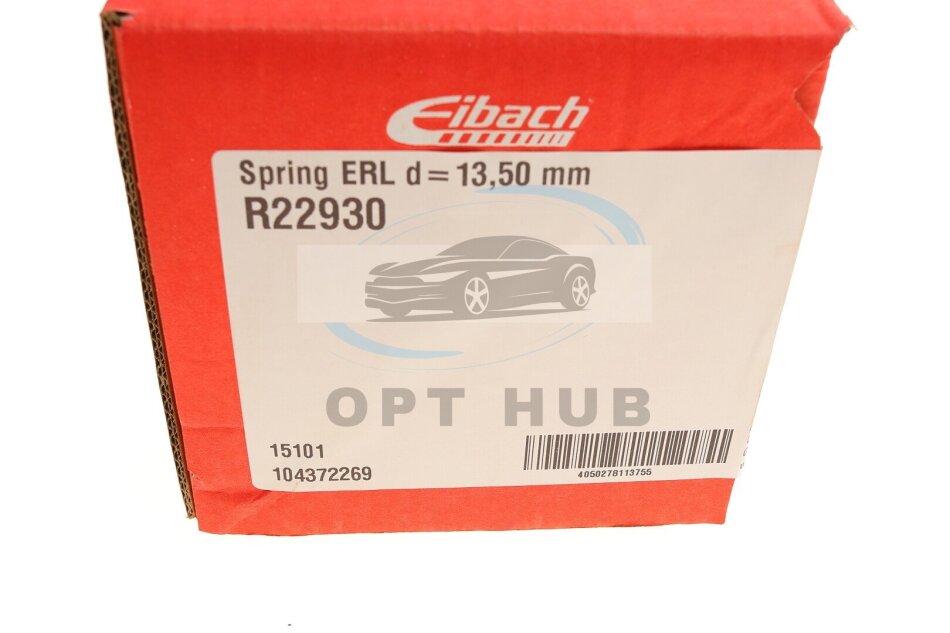 Eibach
Spring ERL d=13,50 mm
R22930
OPT HUB
15101
104372269
4050278113755